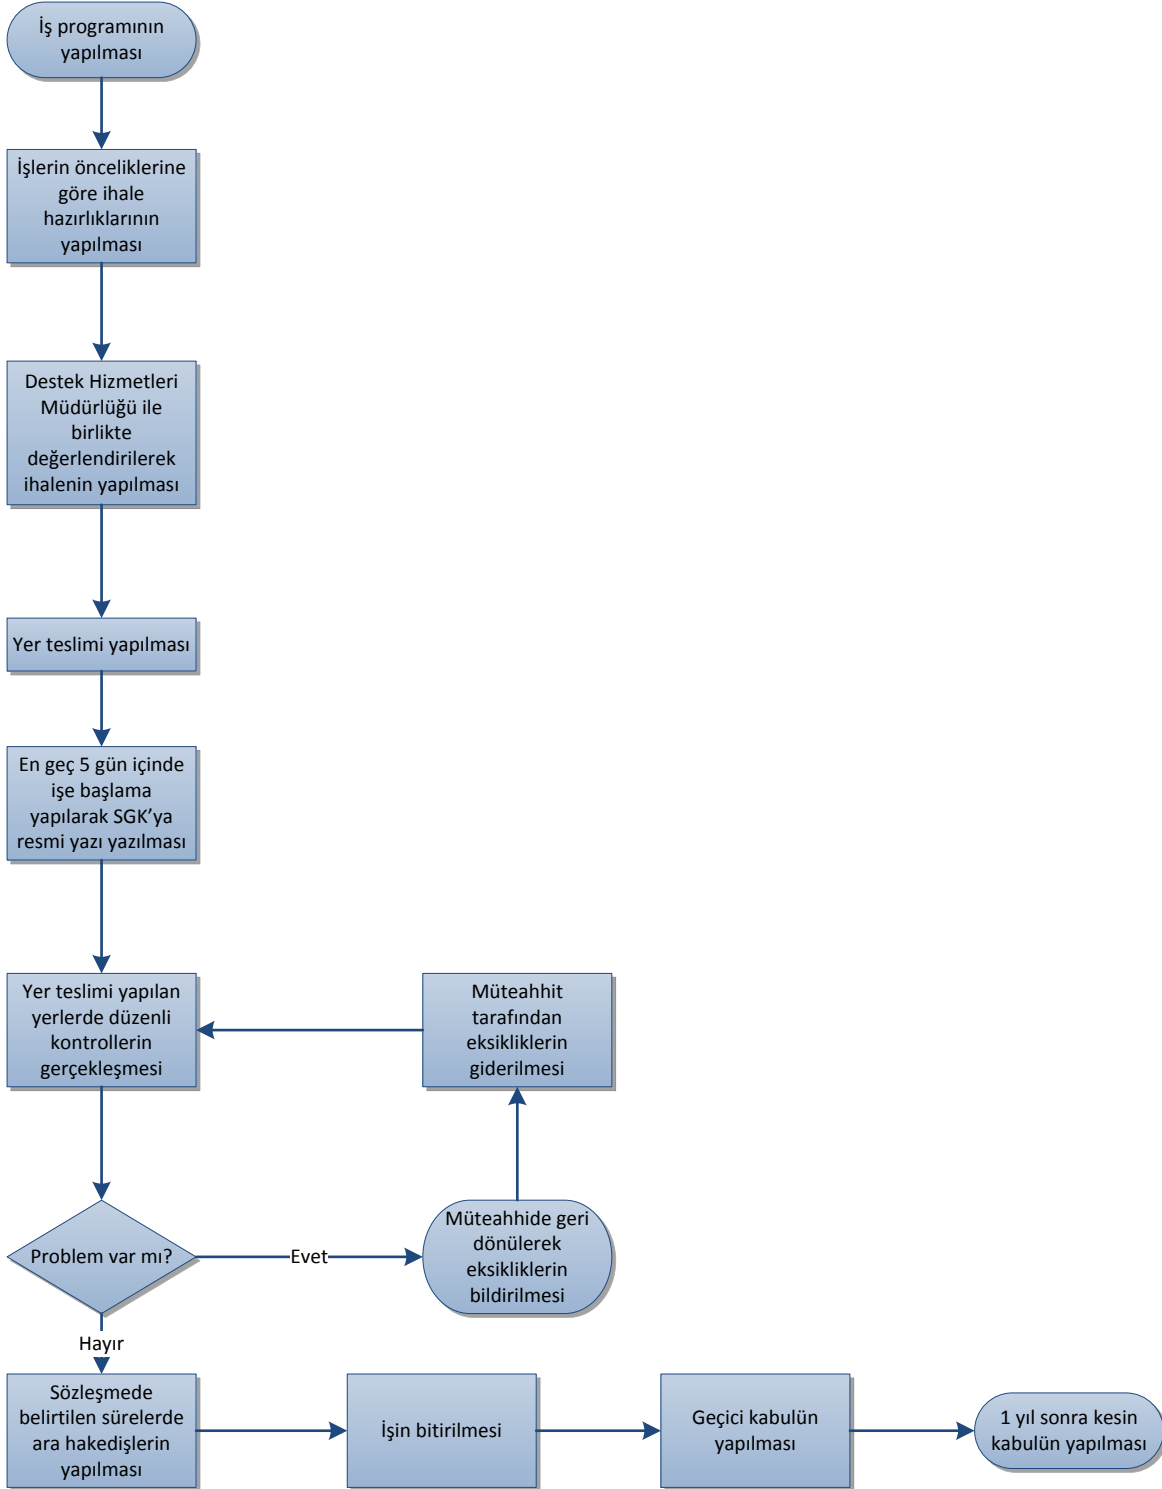 İş programının
yapılması
İşlerin önceliklerine
göre ihale
hazırlıklarının
yapılması
Destek Hizmetleri
Müdürlüğü ile
birlikte
değerlendirilerek
ihalenin yapılması
Yer teslimi yapılması
En geç 5 gün içinde
işe başlama
yapılarak SGK’ya
resmi yazı yazılması
Yer teslimi yapılan
yerlerde düzenli
kontrollerin
gerçekleşmesi
Müteahhit
tarafından
eksikliklerin
giderilmesi
Problem var mı?
Evet
Müteahhide geri
dönülerek
eksikliklerin
bildirilmesi
Hayır
Sözleşmede
belirtilen sürelerde
ara hakedişlerin
yapılması
İşin bitirilmesi
Geçici kabulün
yapılması
1 yıl sonra kesin
kabulün yapılması